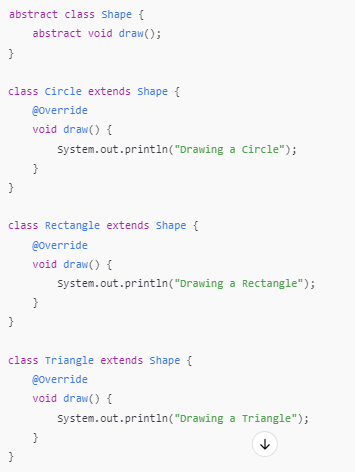 abstract class Shape {
    abstract void draw();
}

class Circle extends Shape {
    @Override
    void draw() {
        System.out.println("Drawing a Circle");
    }
}

class Rectangle extends Shape {
    @Override
    void draw() {
        System.out.println("Drawing a Rectangle");
    }
}

class Triangle extends Shape {
    @Override
    void draw() {
        System.out.println("Drawing a Triangle");
    }
}